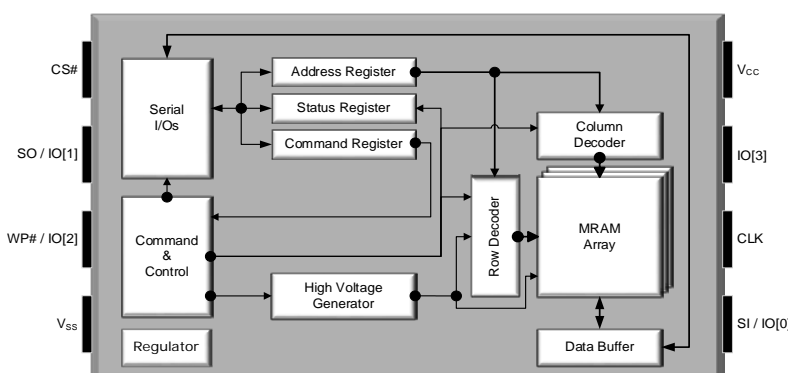 CS#
SO / IO[1]
WP# / IO[2]
VSS
Serial
I/Os
Command
&
Control
Regulator
Address Register
Status Register
Command Register
High Voltage
Generator
Row Decoder
Column
Decoder
MRAM
Array
Data Buffer
VCC
IO[3]
CLK
SI / IO[0]